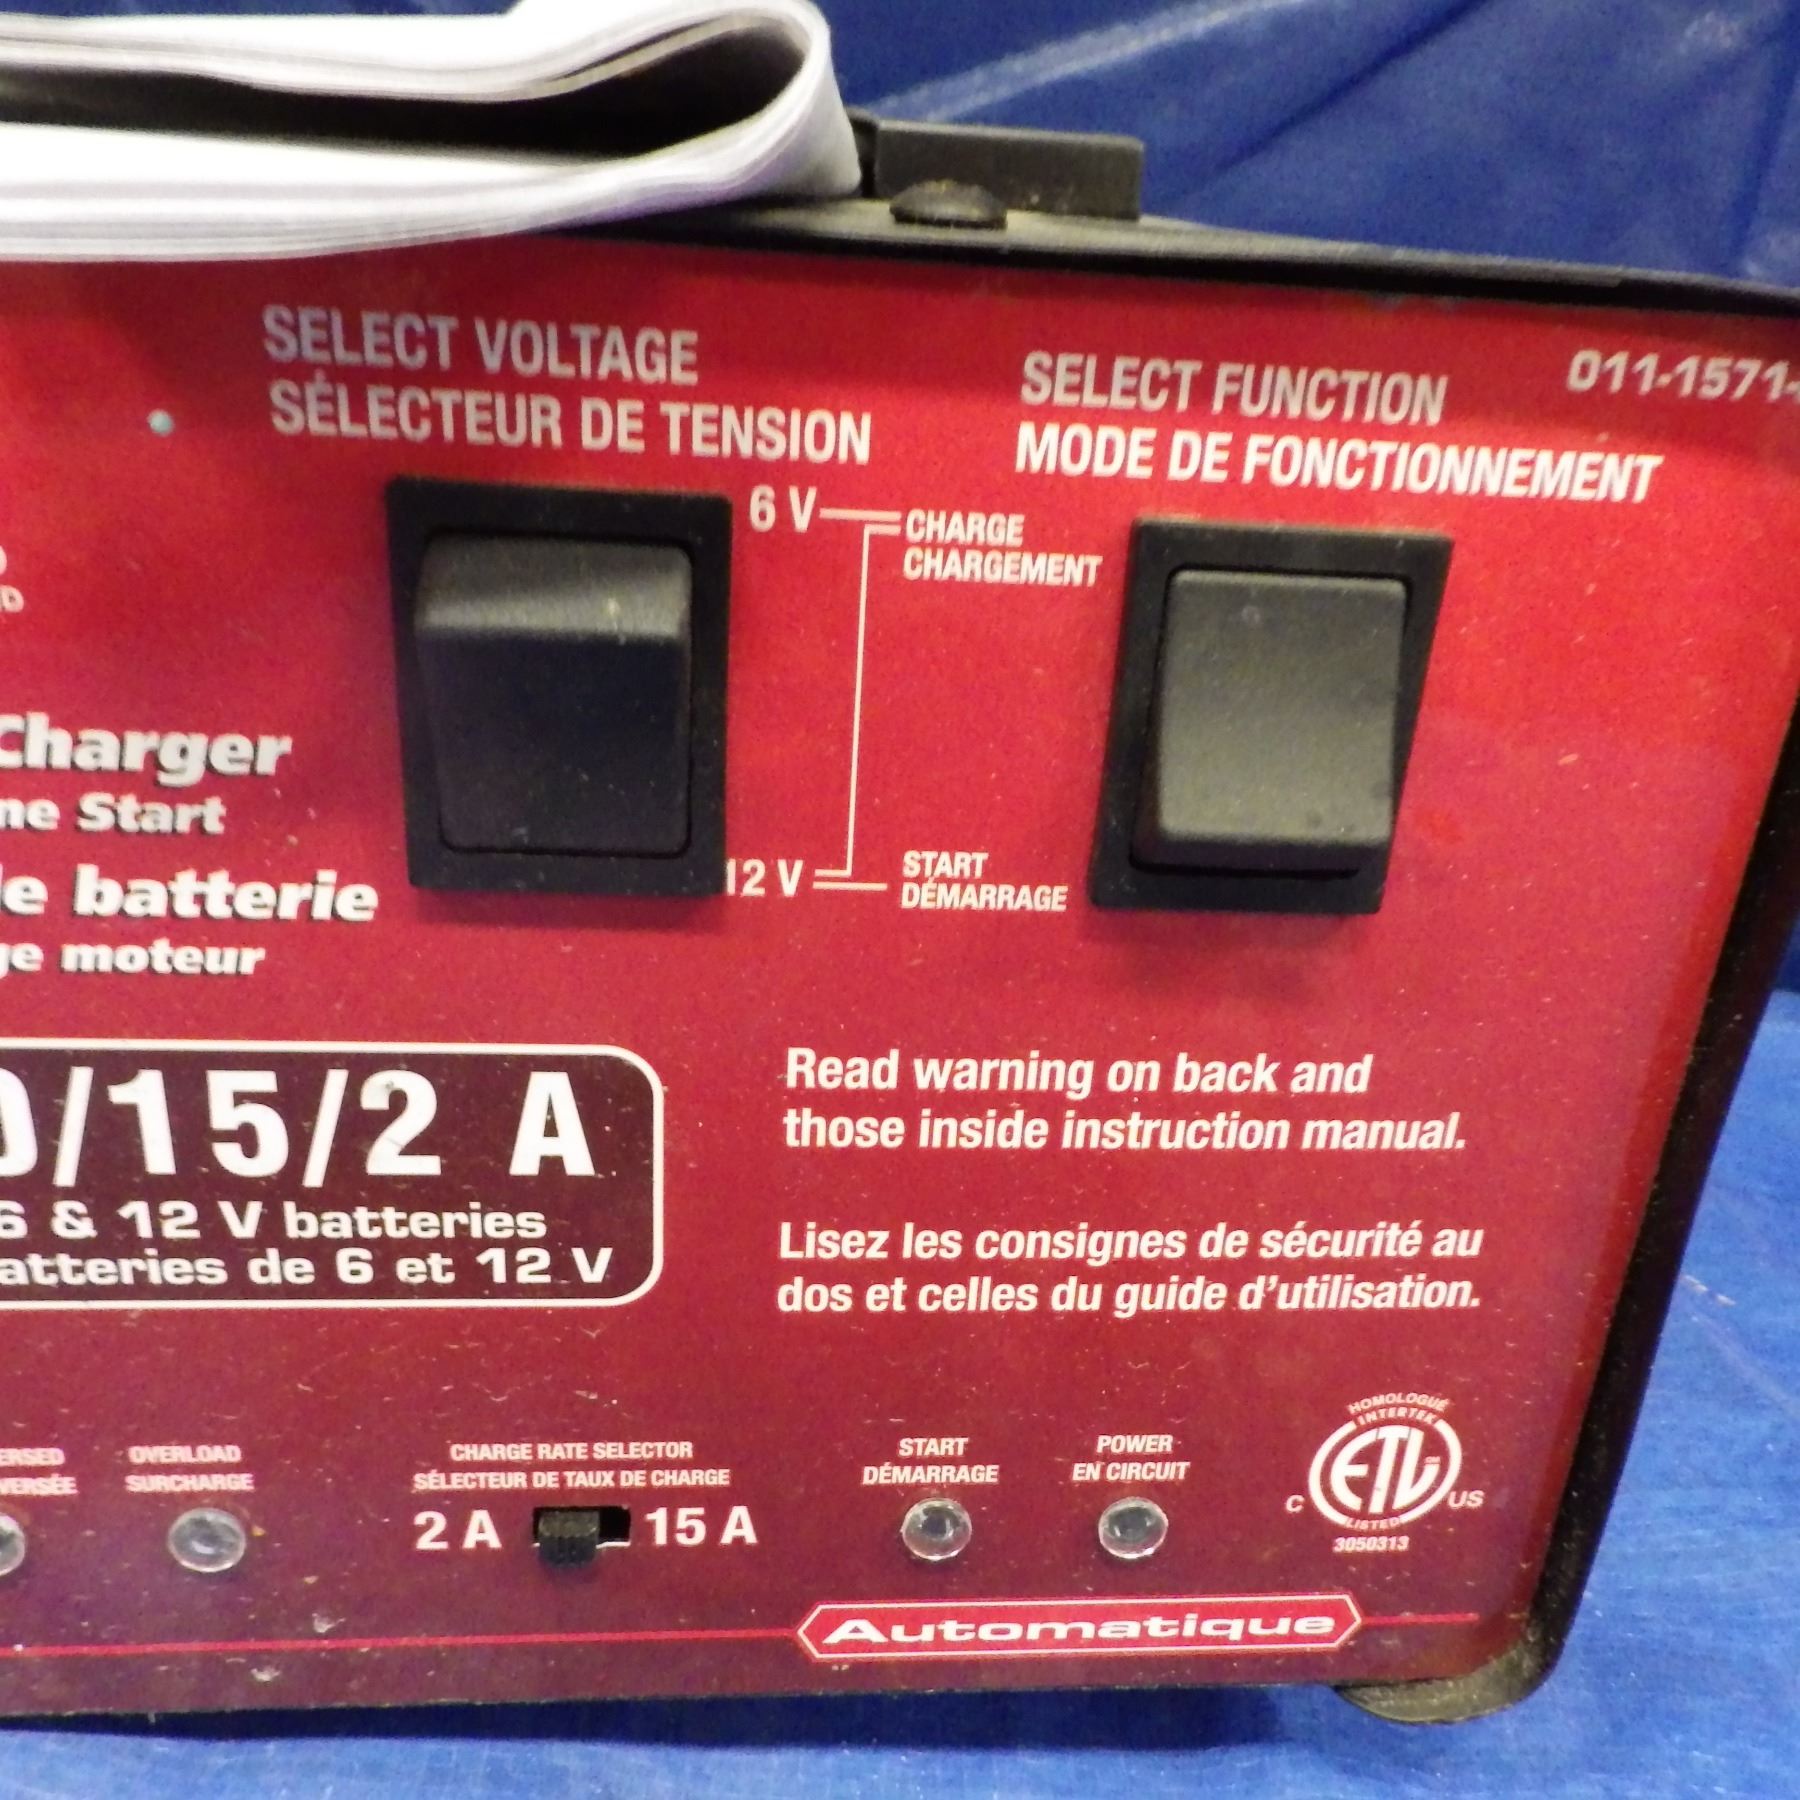 SELECT VOLTAGE
SÉLECTEUR DE TENSION
SELECT FUNCTION
MODE DE FONCTIONNEMENT
011-1571-
6 V
CHARGE
CHARGEMENT
12 V
START
DÉMARRAGE
Charger
ne Start
de batterie
ge moteur
0/15/2 A
6 & 12 V batteries
atteries de 6 et 12 V
Read warning on back and
those inside instruction manual.
Lisez les consignes de sécurité au
dos et celles du guide d'utilisation.
ERSED
VERSÉE
OVERLOAD
SURCHARGE
CHARGE RATE SELECTOR
SÉLECTEUR DE TAUX DE CHARGE
2 A
15 A
START
DÉMARRAGE
POWER
EN CIRCUIT
HOMOLOGUÉ
INTERTEK
ETL
C
US
LISTED
3050313
Automatique